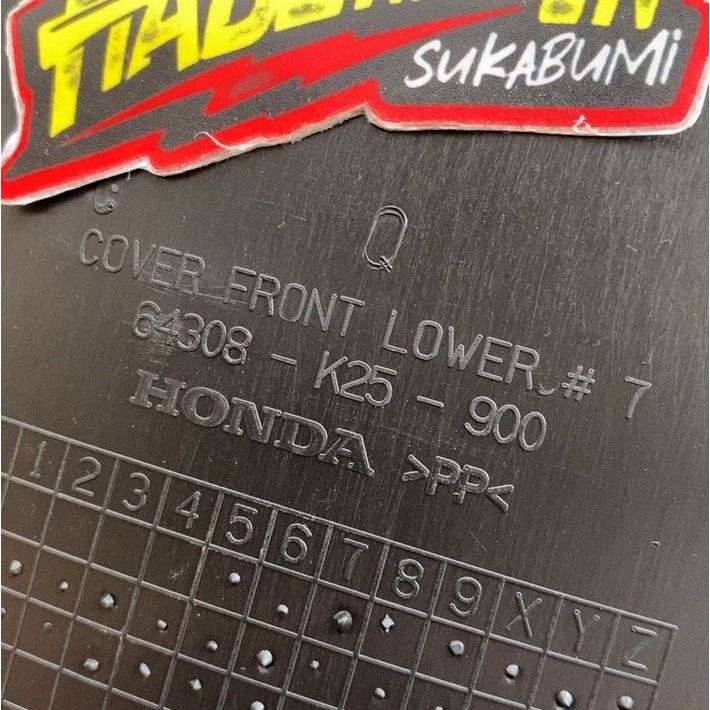 SUKABUMi
Q
COVER FRONT LOWER # 7
64308 - K25 - 900
HONDA >PP<
1 2 3 4 5 6 7 8 9 X Y Z